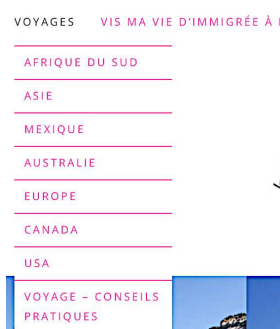 VOYAGES VIS MA VIE D'IMMIGRÉE À
AFRIQUE DU SUD
ASIE
MEXIQUE
AUSTRALIE
EUROPE
CANADA
USA
VOYAGE – CONSEILS
PRATIQUES